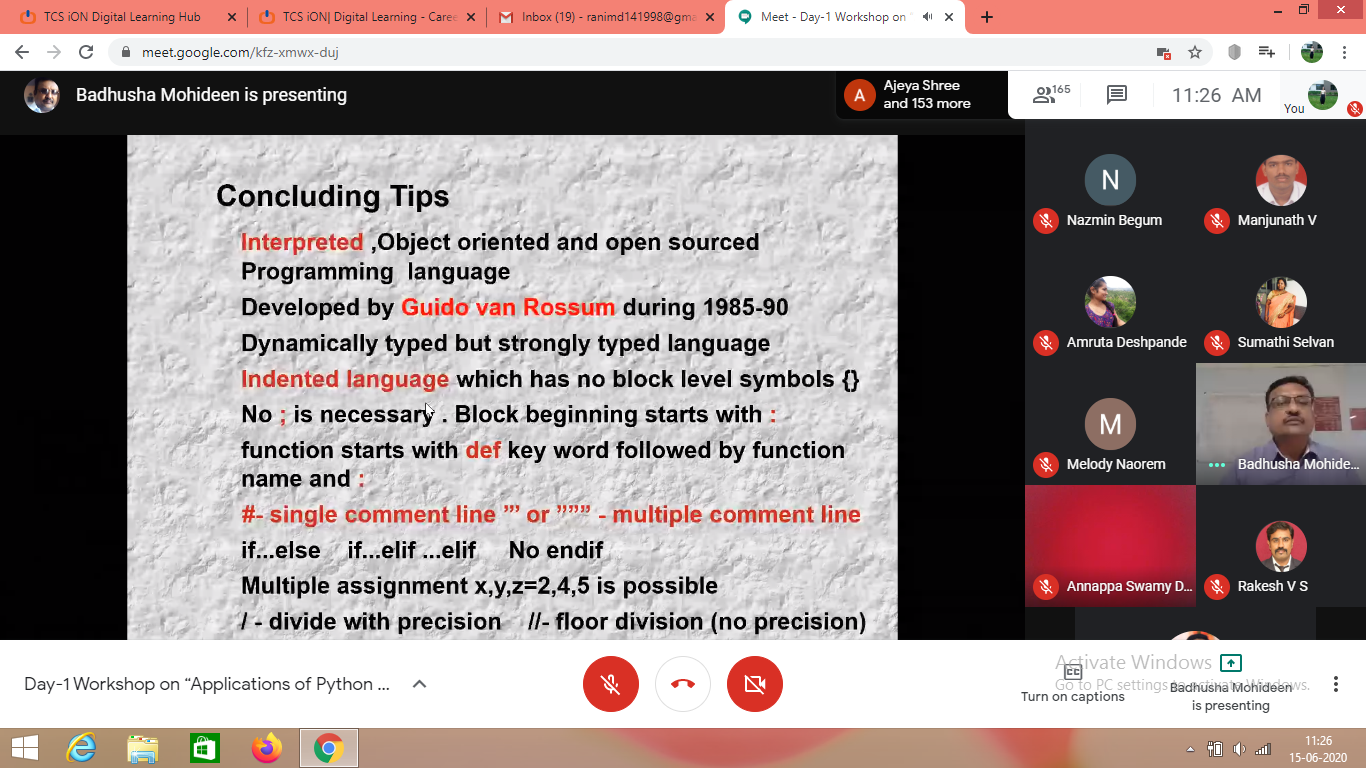 TCS iON Digital Learning Hub
TCS iON| Digital Learning - Caree
Inbox (19) - ranimd141998@gma
Meet - Day-1 Workshop on "
meet.google.com/kfz-xmwx-duj
Badhusha Mohideen is presenting
A
Ajeya Shree
and 153 more
165
11:26 AM
You
Concluding Tips
Interpreted ,Object oriented and open sourced
Programming language
Developed by Guido van Rossum during 1985-90
Dynamically typed but strongly typed language
Indented language which has no block level symbols {}
No ; is necessary . Block beginning starts with :
function starts with def key word followed by function
name and :
#- single comment line ”’ or ”””” - multiple comment line
if...else if...elif ...elif No endif
Multiple assignment x,y,z=2,4,5 is possible
/ - divide with precision //- floor division (no precision)
N
Nazmin Begum
Manjunath V
Amruta Deshpande
Sumathi Selvan
M
Melody Naorem
Badhusha Mohide...
Annappa Swamy D...
Rakesh V S
Day-1 Workshop on “Applications of Python ...
CC
Turn on captions
Activate Windows
Go to PC settings to activate Windows.
Badhusha Mohideen
is presenting
11:26
15-06-2020